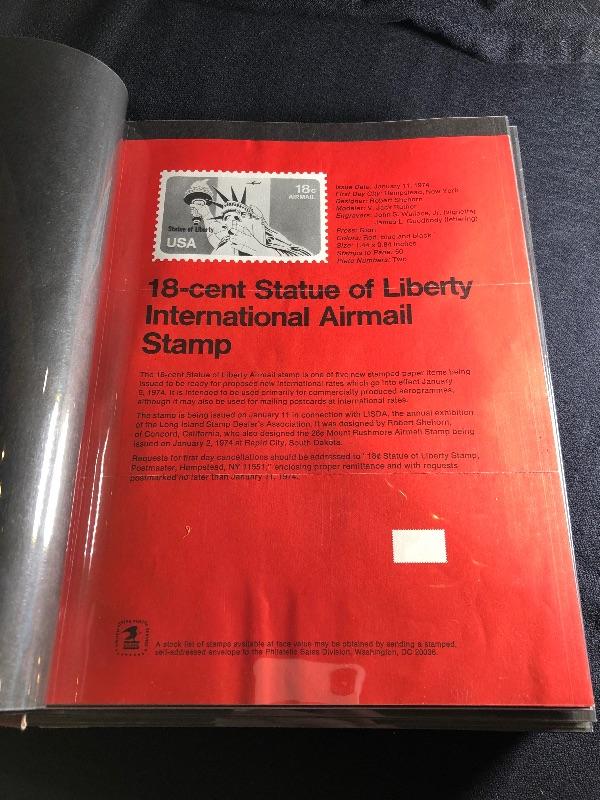 18c
AIRMAIL
Statue of Liberty
USA
Issue Date: January 11, 1974
First Day City: Hempstead, New York
Designer: Robert Shehorn
Modeler: V. Jack Ruther
Engravers: John S. Wallace, Jr. (vignette)
James L. Goodbody (lettering)
Press: Giori
Colors: Red, blue and black
Size: 1.44 x 0.84 inches
Stamps to Pane: 50
Plate Numbers: Two
18-cent Statue of Liberty
International Airmail
Stamp
The 18-cent Statue of Liberty Airmail stamp is one of five new stamped paper items being
issued to be ready for proposed new international rates which go into effect January
5, 1974. It is intended to be used primarily for commercially produced aerogrammes,
although it may also be used for mailing postcards at international rates.
The stamp is being issued on January 11 in connection with LISDA, the annual exhibition
of the Long Island Stamp Dealer's Association. It was designed by Robert Shehorn,
of Concord, California, who also designed the 26¢ Mount Rushmore Airmail Stamp being
issued on January 2, 1974 at Rapid City, South Dakota.
Requests for first day cancellations should be addressed to "18¢ Statue of Liberty Stamp,
Postmaster, Hempstead, NY 11551," enclosing proper remittance and with requests
postmarked no later than January 11, 1974.
A stock list of stamps available at face value may be obtained by sending a stamped,
self-addressed envelope to the Philatelic Sales Division, Washington, DC 20036.